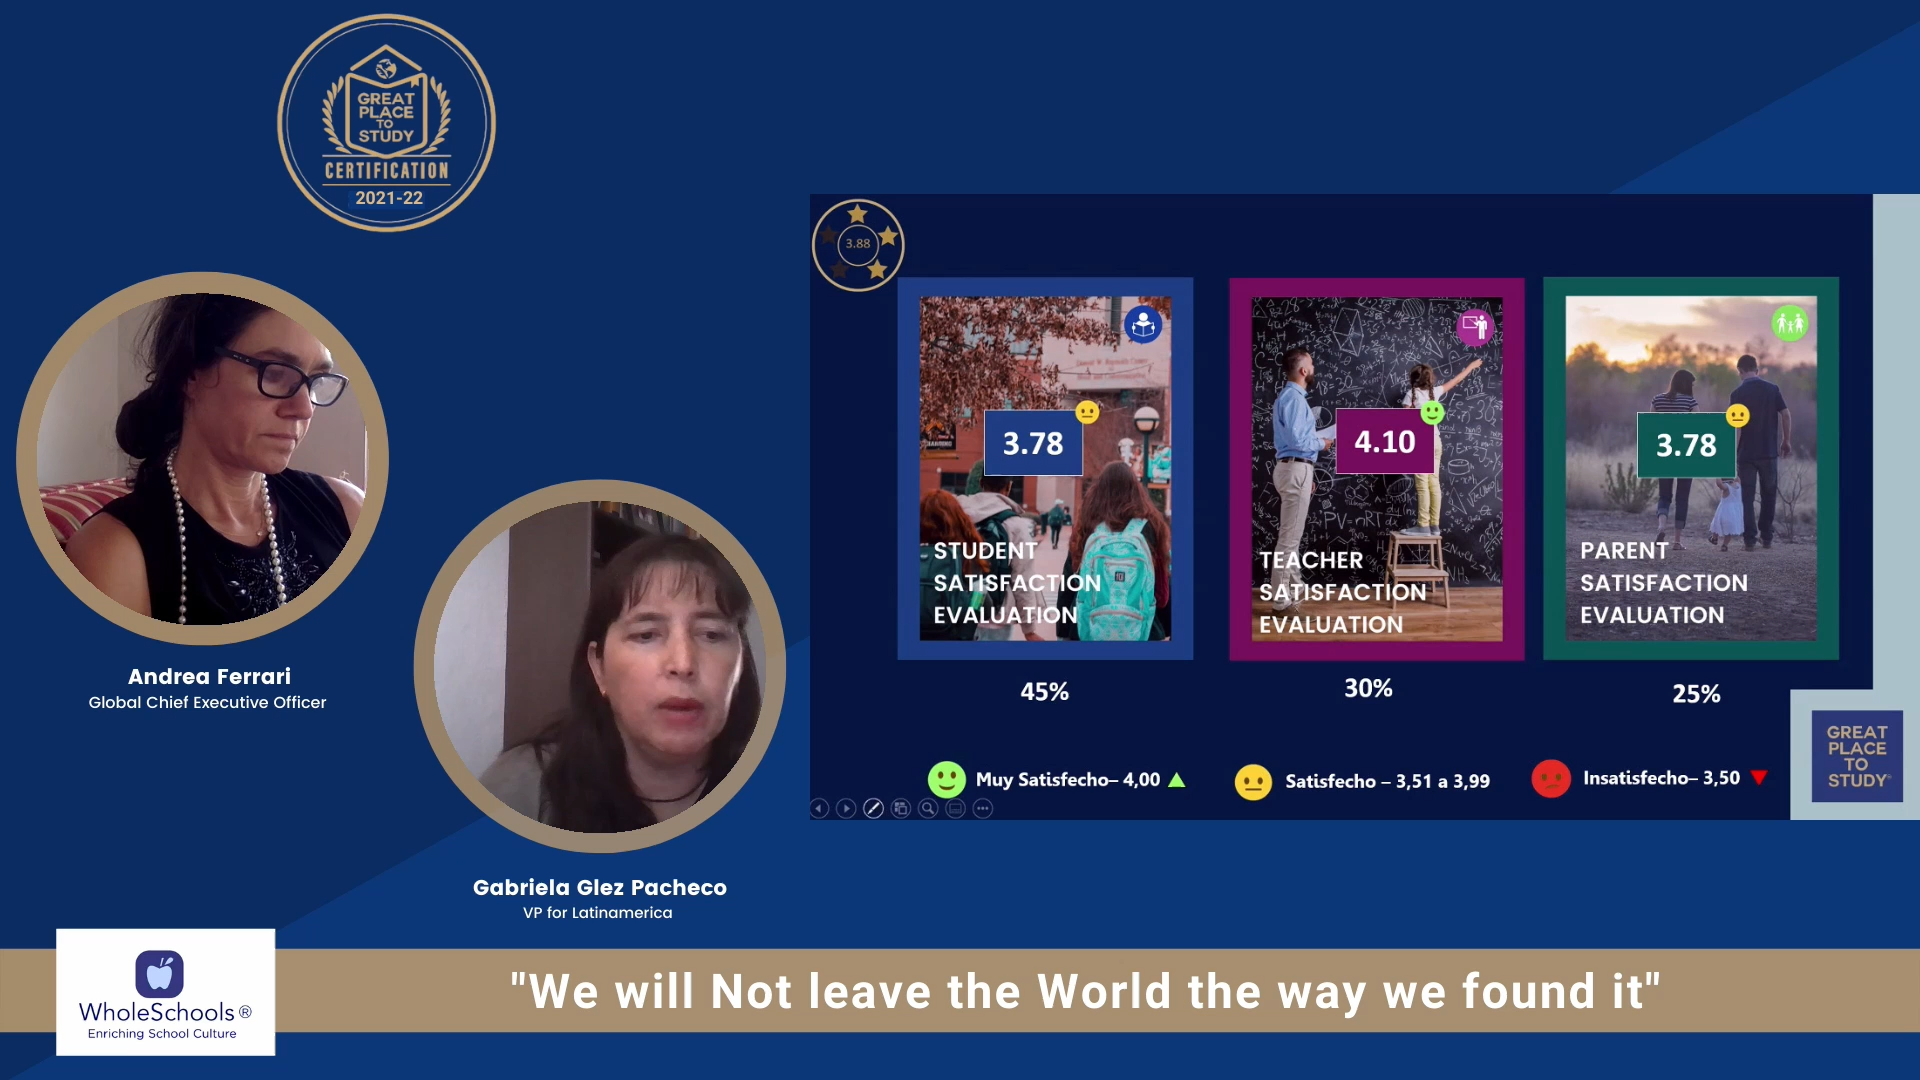 GREAT
PLACE
TO
STUDY
CERTIFICATION
2021-22
Andrea Ferrari
Global Chief Executive Officer
Gabriela Glez Pacheco
VP for Latinamerica
3.88
3.78
STUDENT
SATISFACTION
EVALUATION
45%
4.10
PV=nRT
TEACHER
SATISFACTION
EVALUATION
30%
3.78
PARENT
SATISFACTION
EVALUATION
25%
Muy Satisfecho– 4,00
Satisfecho – 3,51 a 3,99
Insatisfecho– 3,50
GREAT
PLACE
TO
STUDY®
WholeSchools®
Enriching School Culture
"We will Not leave the World the way we found it"